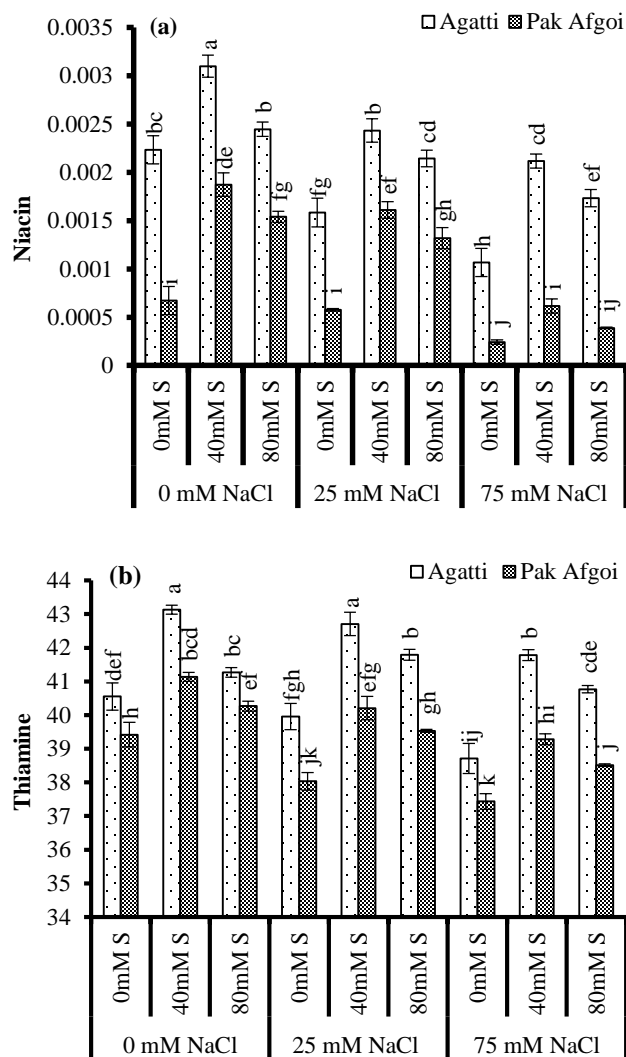 (a)
Agatti Pak Afgoi
0.0035
0.003
0.0025
0.002
0.0015
0.001
0.0005
0
Niacin
bc i a de b fg fg i b ef cd gh h j cd i ef ij
0mM S 40mM S 80mM S 0mM S 40mM S 80mM S 0mM S 40mM S 80mM S
0 mM NaCl 25 mM NaCl 75 mM NaCl
(b)
Agatti Pak Afgoi
44
43
42
41
40
39
38
37
36
35
34
Thiamine
def h a bcd bc ef fgh jk a efg b gh ij k b hi cde j
0mM S 40mM S 80mM S 0mM S 40mM S 80mM S 0mM S 40mM S 80mM S
0 mM NaCl 25 mM NaCl 75 mM NaCl